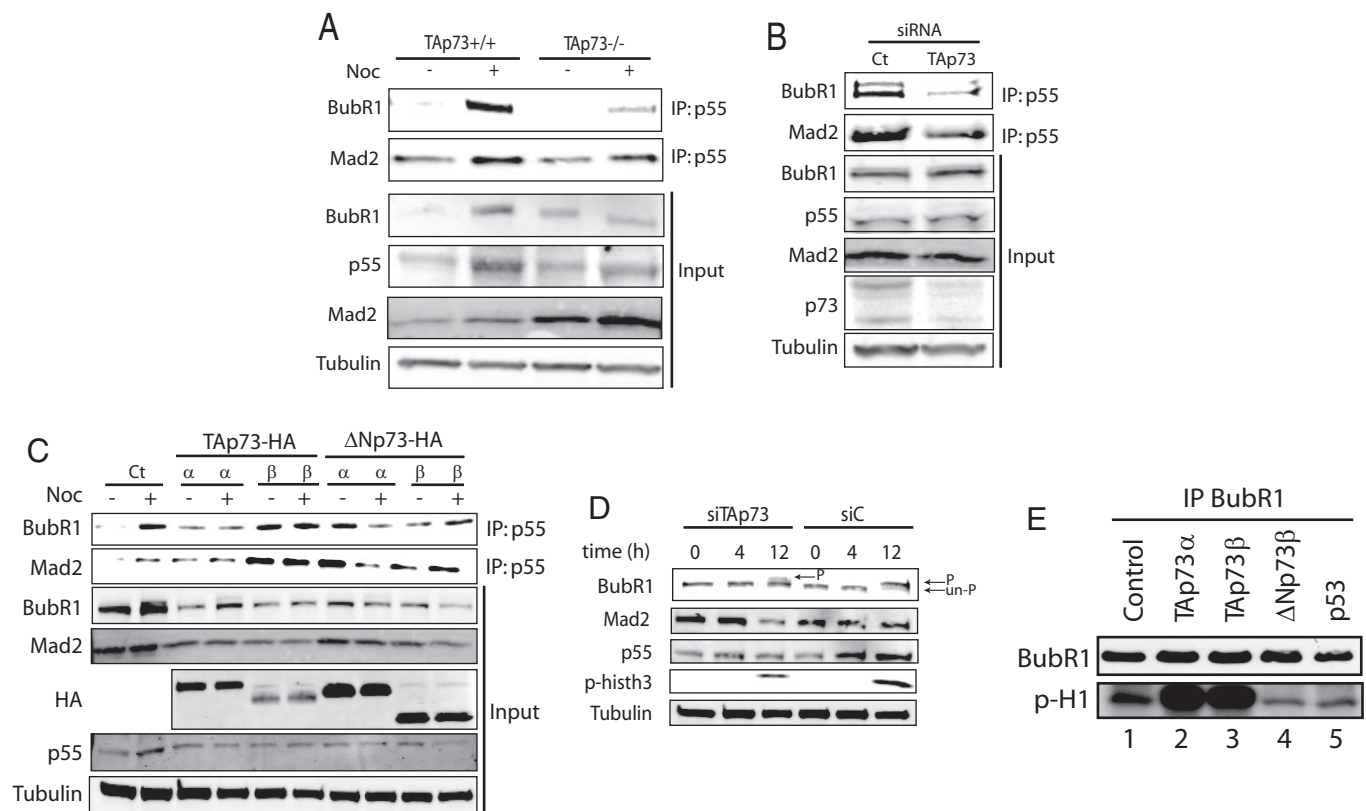 A
TAp73+/+ TAp73-/-
Noc - + - +
BubR1 IP: p55
Mad2 IP: p55
BubR1
p55
Input
Mad2
Tubulin
B
siRNA
Ct TAp73
BubR1 IP: p55
Mad2 IP: p55
BubR1
p55
Mad2 Input
p73
Tubulin
C
TAp73-HA ΔNp73-HA
Ct α α β β α α β β
Noc - + - + - + - + - +
BubR1 IP: p55
Mad2 IP: p55
BubR1
Mad2
HA
Input
p55
Tubulin
D
siTAp73 siC
time (h) 0 4 12 0 4 12
BubR1 ←P ←P
←un-P
Mad2
p55
p-histh3
Tubulin
E
IP BubR1
Control TAp73α TAp73β ΔNp73β p53
BubR1
p-H1
1 2 3 4 5